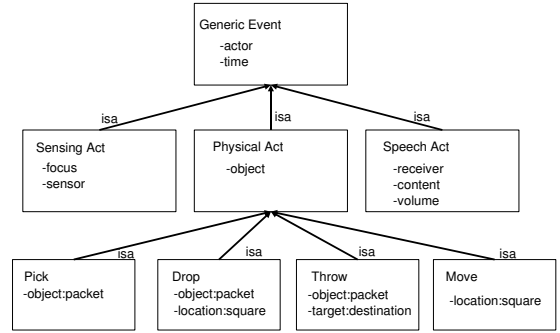 Generic Event
-actor
-time
isa
isa
isa
Sensing Act
-focus
-sensor
Physical Act
-object
Speech Act
-receiver
-content
-volume
isa
isa
isa
isa
Pick
-object:packet
Drop
-object:packet
-location:square
Throw
-object:packet
-target:destination
Move
-location:square